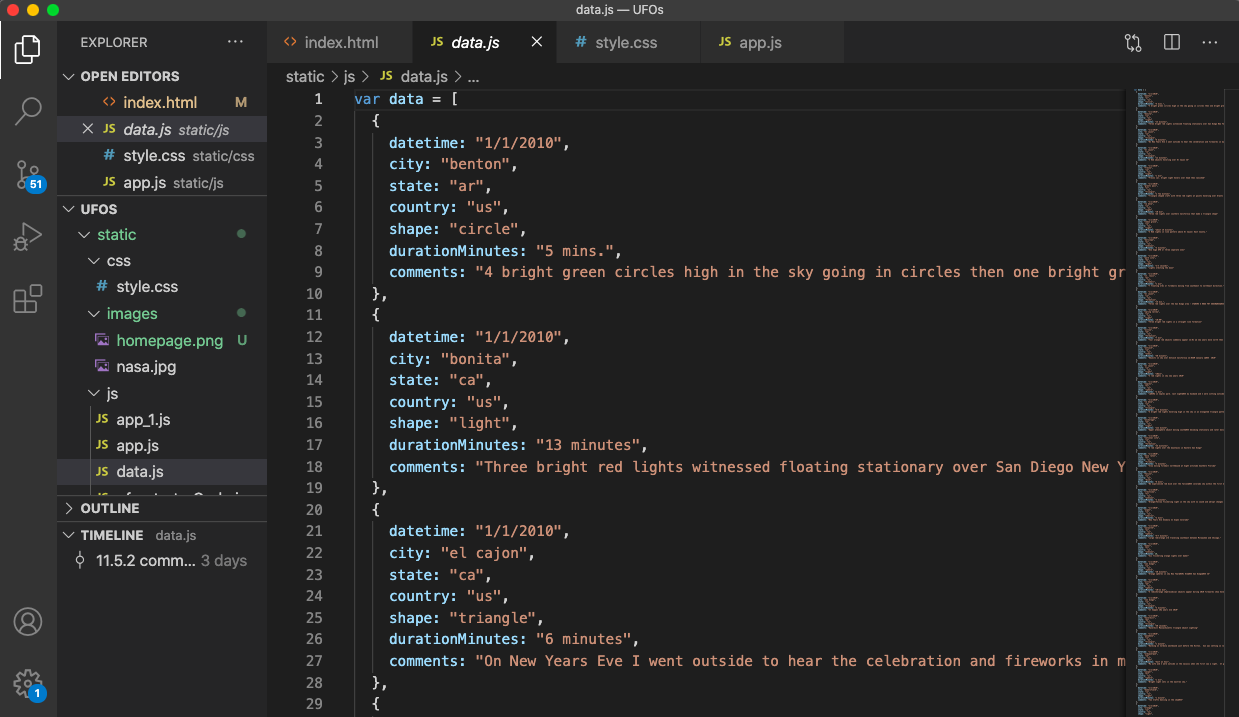 data.js — UFOs
EXPLORER
OPEN EDITORS
index.html M
data.js static/js
style.css static/css
app.js static/js
51
UFOS
static
css
style.css
images
homepage.png U
nasa.jpg
js
app_1.js
app.js
data.js
OUTLINE
TIMELINE data.js
11.5.2 comm... 3 days
1
index.html
JS data.js
# style.css
JS app.js
static > js > JS data.js > ...
1 var data = [
2 {
3 datetime: "1/1/2010",
4 city: "benton",
5 state: "ar",
6 country: "us",
7 shape: "circle",
8 durationMinutes: "5 mins.",
9 comments: "4 bright green circles high in the sky going in circles then one bright gr
10 },
11 {
12 datetime: "1/1/2010",
13 city: "bonita",
14 state: "ca",
15 country: "us",
16 shape: "light",
17 durationMinutes: "13 minutes",
18 comments: "Three bright red lights witnessed floating stationary over San Diego New Y
19 },
20 {
21 datetime: "1/1/2010",
22 city: "el cajon",
23 state: "ca",
24 country: "us",
25 shape: "triangle",
26 durationMinutes: "6 minutes",
27 comments: "On New Years Eve I went outside to hear the celebration and fireworks in m
28 },
29 {